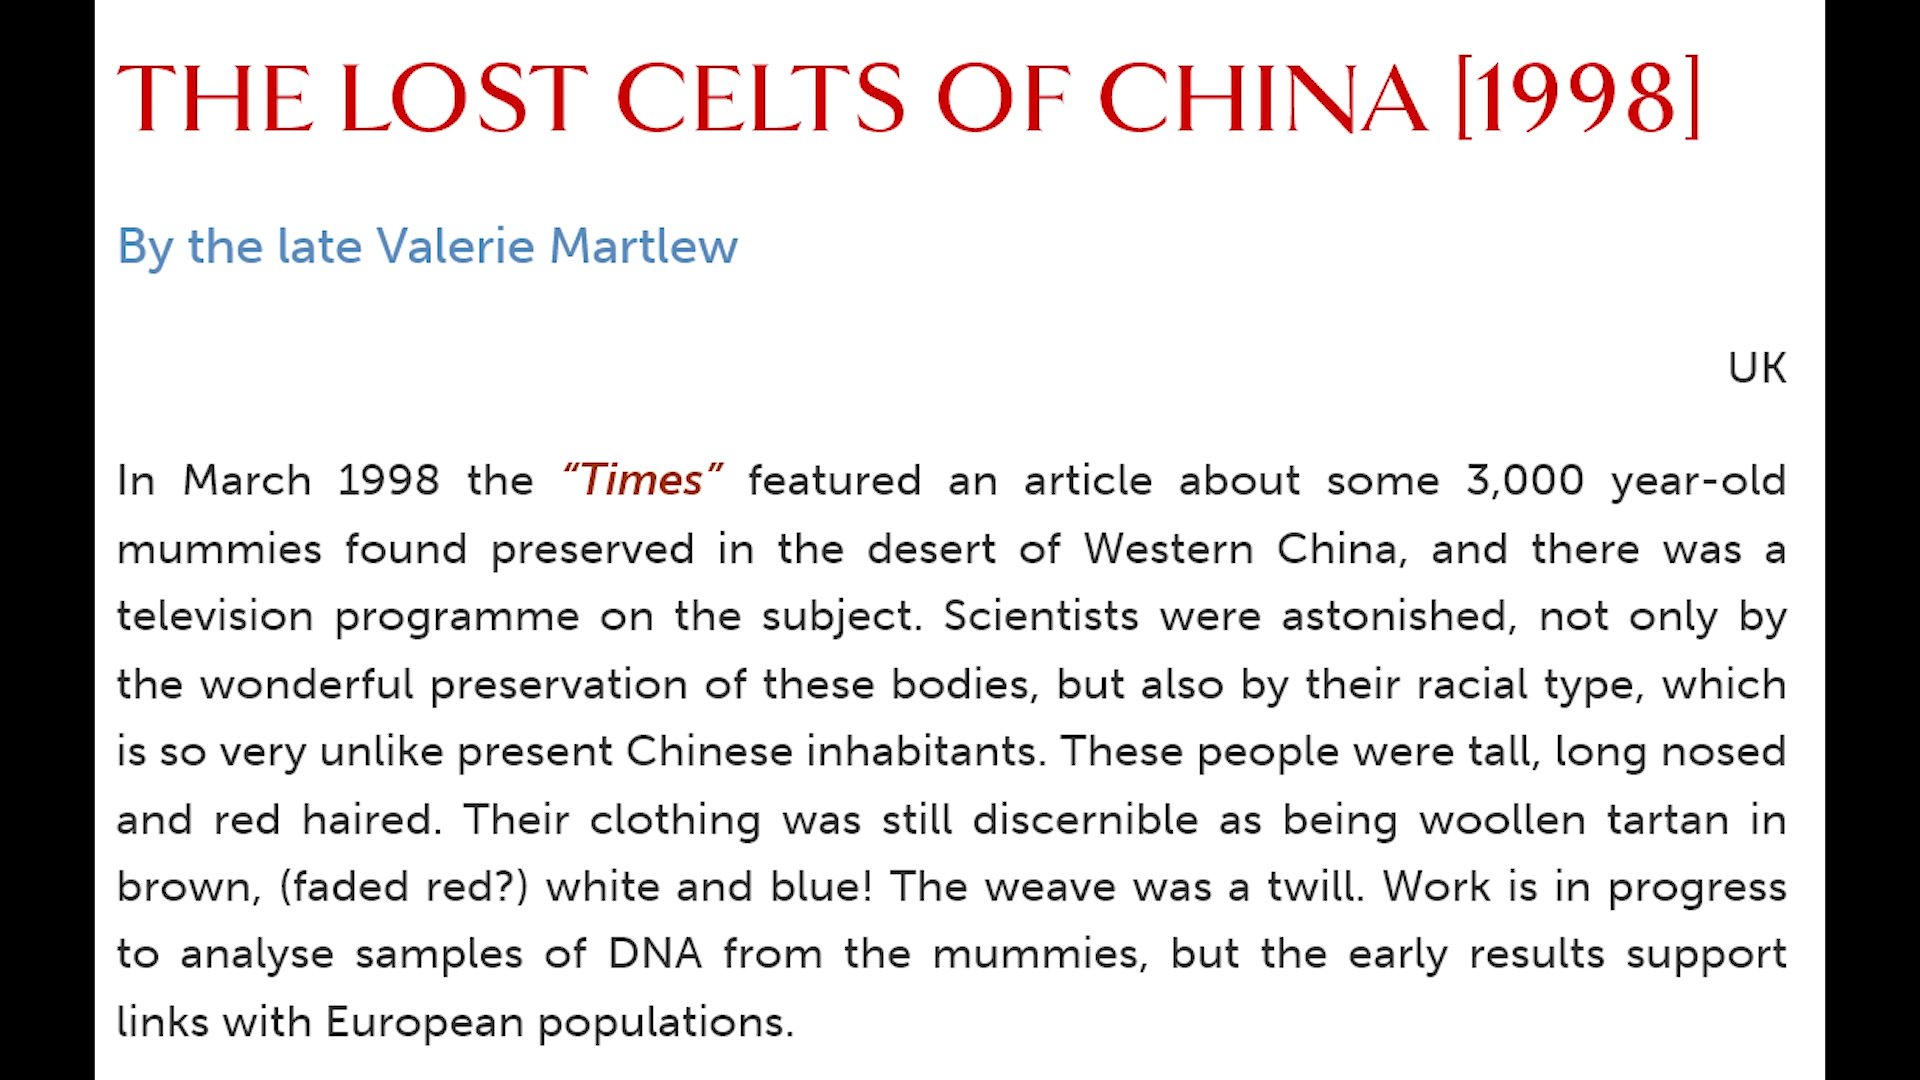 THE LOST CELTS OF CHINA [1998]
By the late Valerie Martlew
UK
In March 1998 the “Times” featured an article about some 3,000 year-old
mummies found preserved in the desert of Western China, and there was a
television programme on the subject. Scientists were astonished, not only by
the wonderful preservation of these bodies, but also by their racial type, which
is so very unlike present Chinese inhabitants. These people were tall, long nosed
and red haired. Their clothing was still discernible as being woollen tartan in
brown, (faded red?) white and blue! The weave was a twill. Work is in progress
to analyse samples of DNA from the mummies, but the early results support
links with European populations.